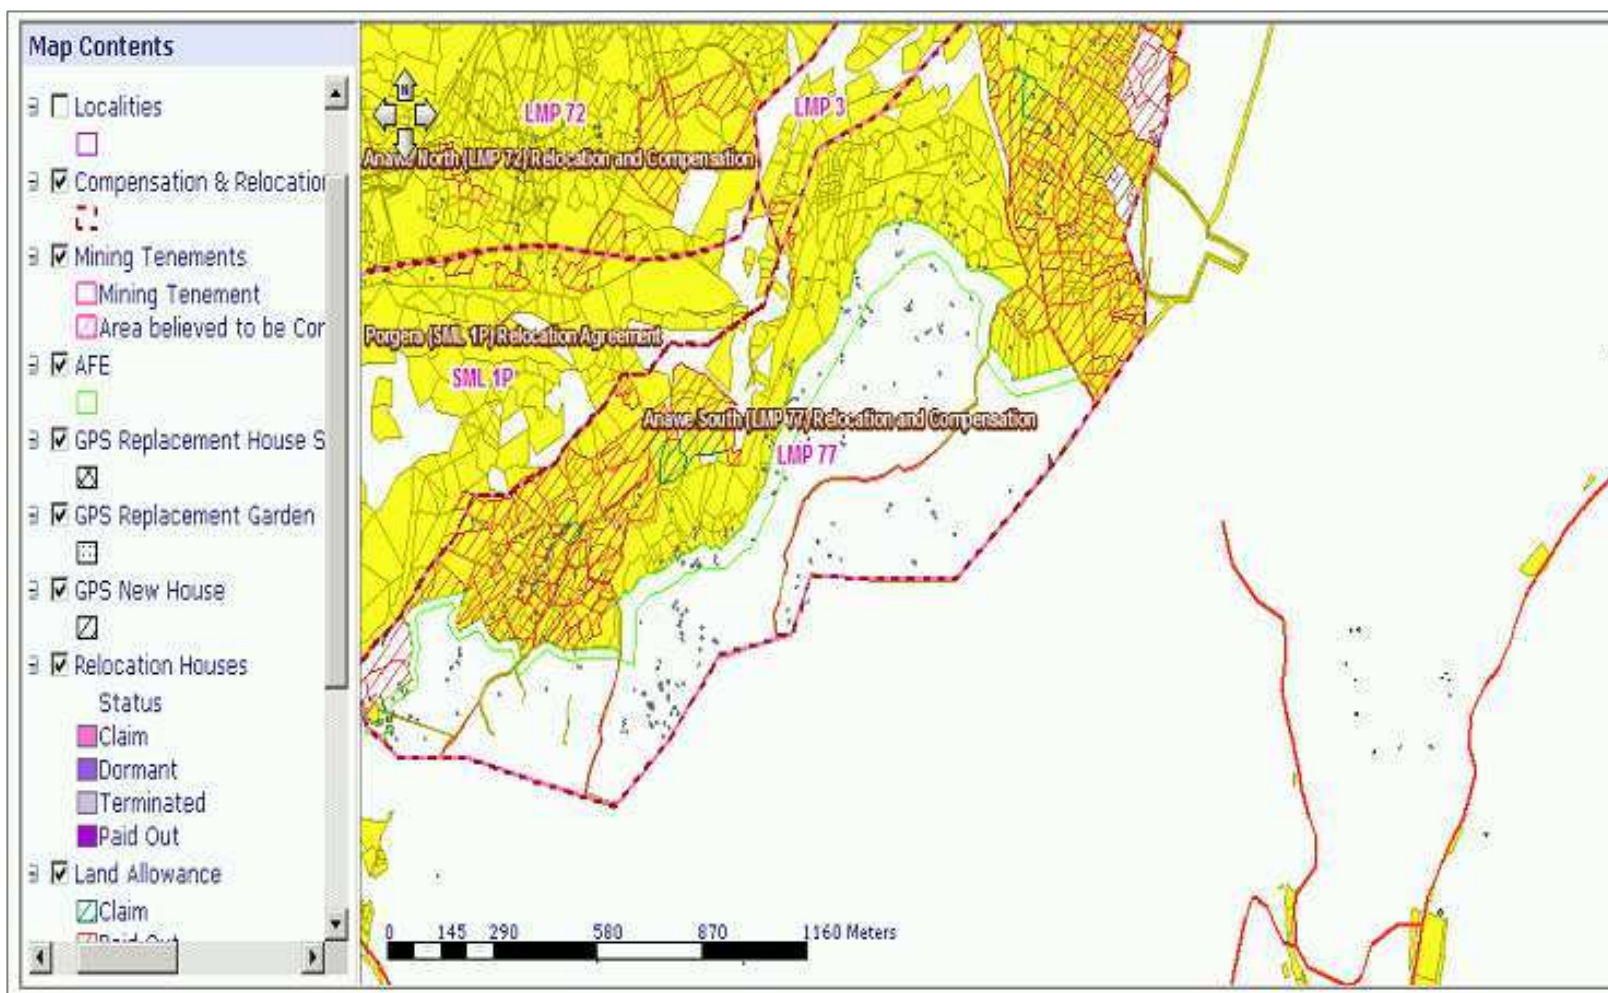 Map Contents
Localities
Compensation & Relocation
Mining Tenements
Mining Tenement
Area believed to be Cor
AFE
GPS Replacement House S
GPS Replacement Garden
GPS New House
Relocation Houses
Status
Claim
Dormant
Terminated
Paid Out
Land Allowance
Claim
Paid Out
N
LMP 72
LMP 3
Anawe North (LMP 72) Relocation and Compensation
Porgera (SML 1P) Relocation Agreement
SML 1P
Anawe South (LMP 77) Relocation and Compensation
LMP 77
0 145 290 580 870 1160 Meters